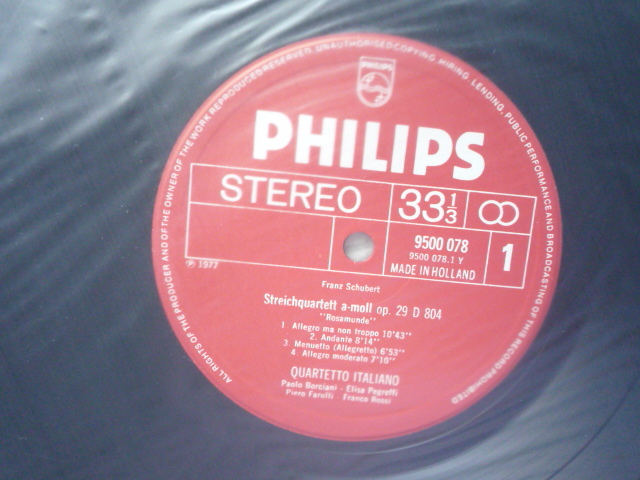 ALL RIGHTS OF THE PRODUCER AND OF THE OWNER OF THE WORK REPRODUCED RESERVED. UNAUTHORISED COPYING, HIRING, LENDING, PUBLIC PERFORMANCE AND BROADCASTING OF THIS RECORD PROHIBITED
PHILIPS
PHILIPS
STEREO
33 1/3
9500 078
9500 078.1 Y
MADE IN HOLLAND
1
℗ 1977
Franz Schubert
Streichquartett a-moll op. 29 D 804
"Rosamunde"
1 Allegro ma non troppo 10'43"
2. Andante 8'14"
3. Menuetto (Allegretto) 6'53"
4. Allegro moderato 7'10"
QUARTETTO ITALIANO
Paolo Borciani - Elisa Pegreffi
Piero Farulli Franco Rossi